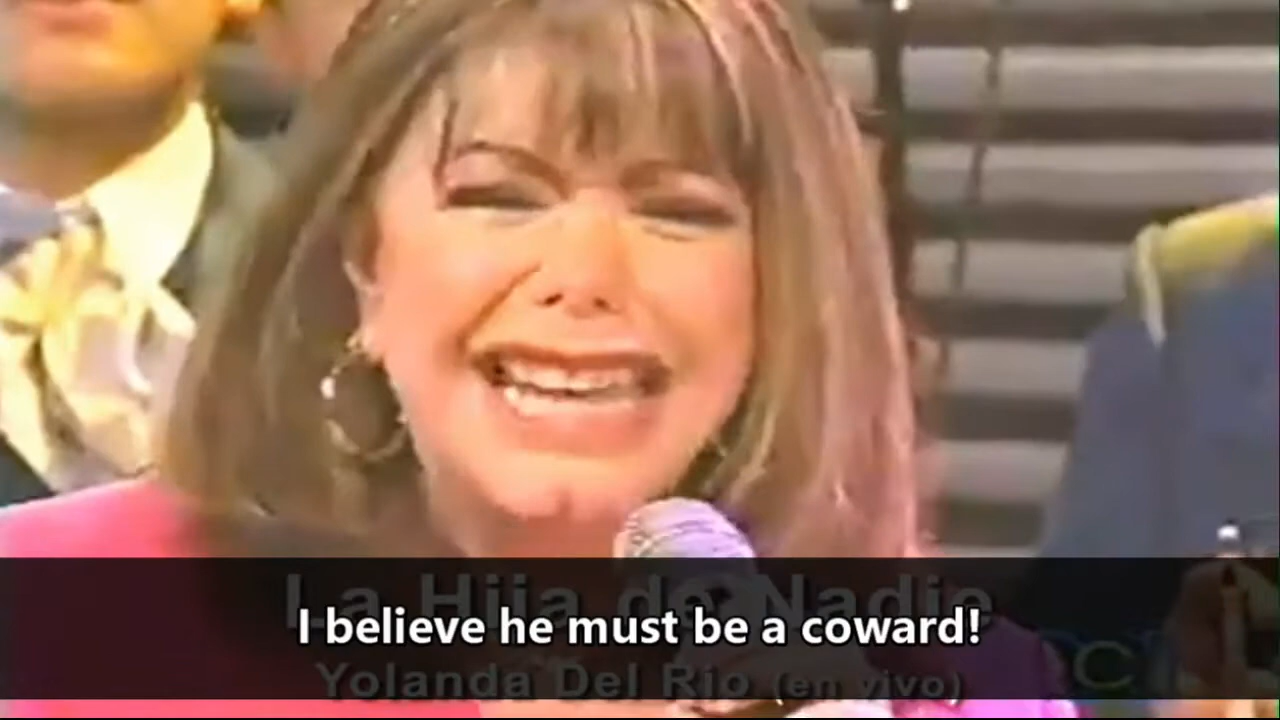 La Hija de Nadie
I believe he must be a coward!
Yolanda Del Rio (en vivo)